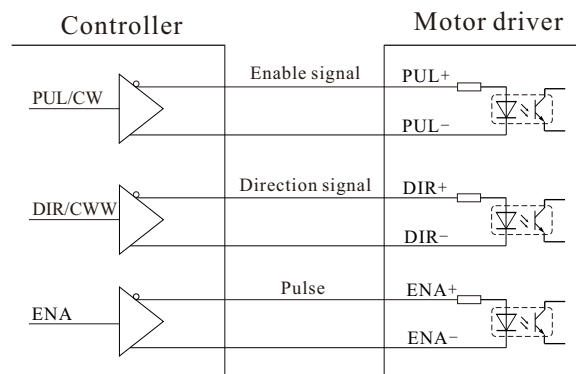 Controller
Motor driver
Enable signal
PUL+
PUL/CW
PUL−
Direction signal
DIR+
DIR/CWW
DIR−
Pulse
ENA+
ENA
ENA−